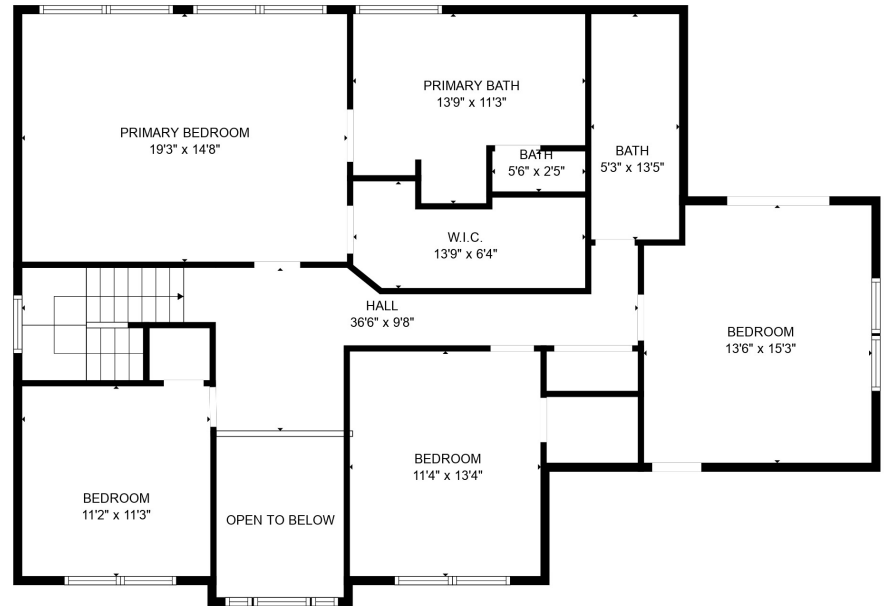 PRIMARY BEDROOM
19'3" x 14'8"
PRIMARY BATH
13'9" x 11'3"
BATH
5'6" x 2'5"
BATH
5'3" x 13'5"
W.I.C.
13'9" x 6'4"
HALL
36'6" x 9'8"
BEDROOM
13'6" x 15'3"
BEDROOM
11'4" x 13'4"
BEDROOM
11'2" x 11'3"
OPEN TO BELOW